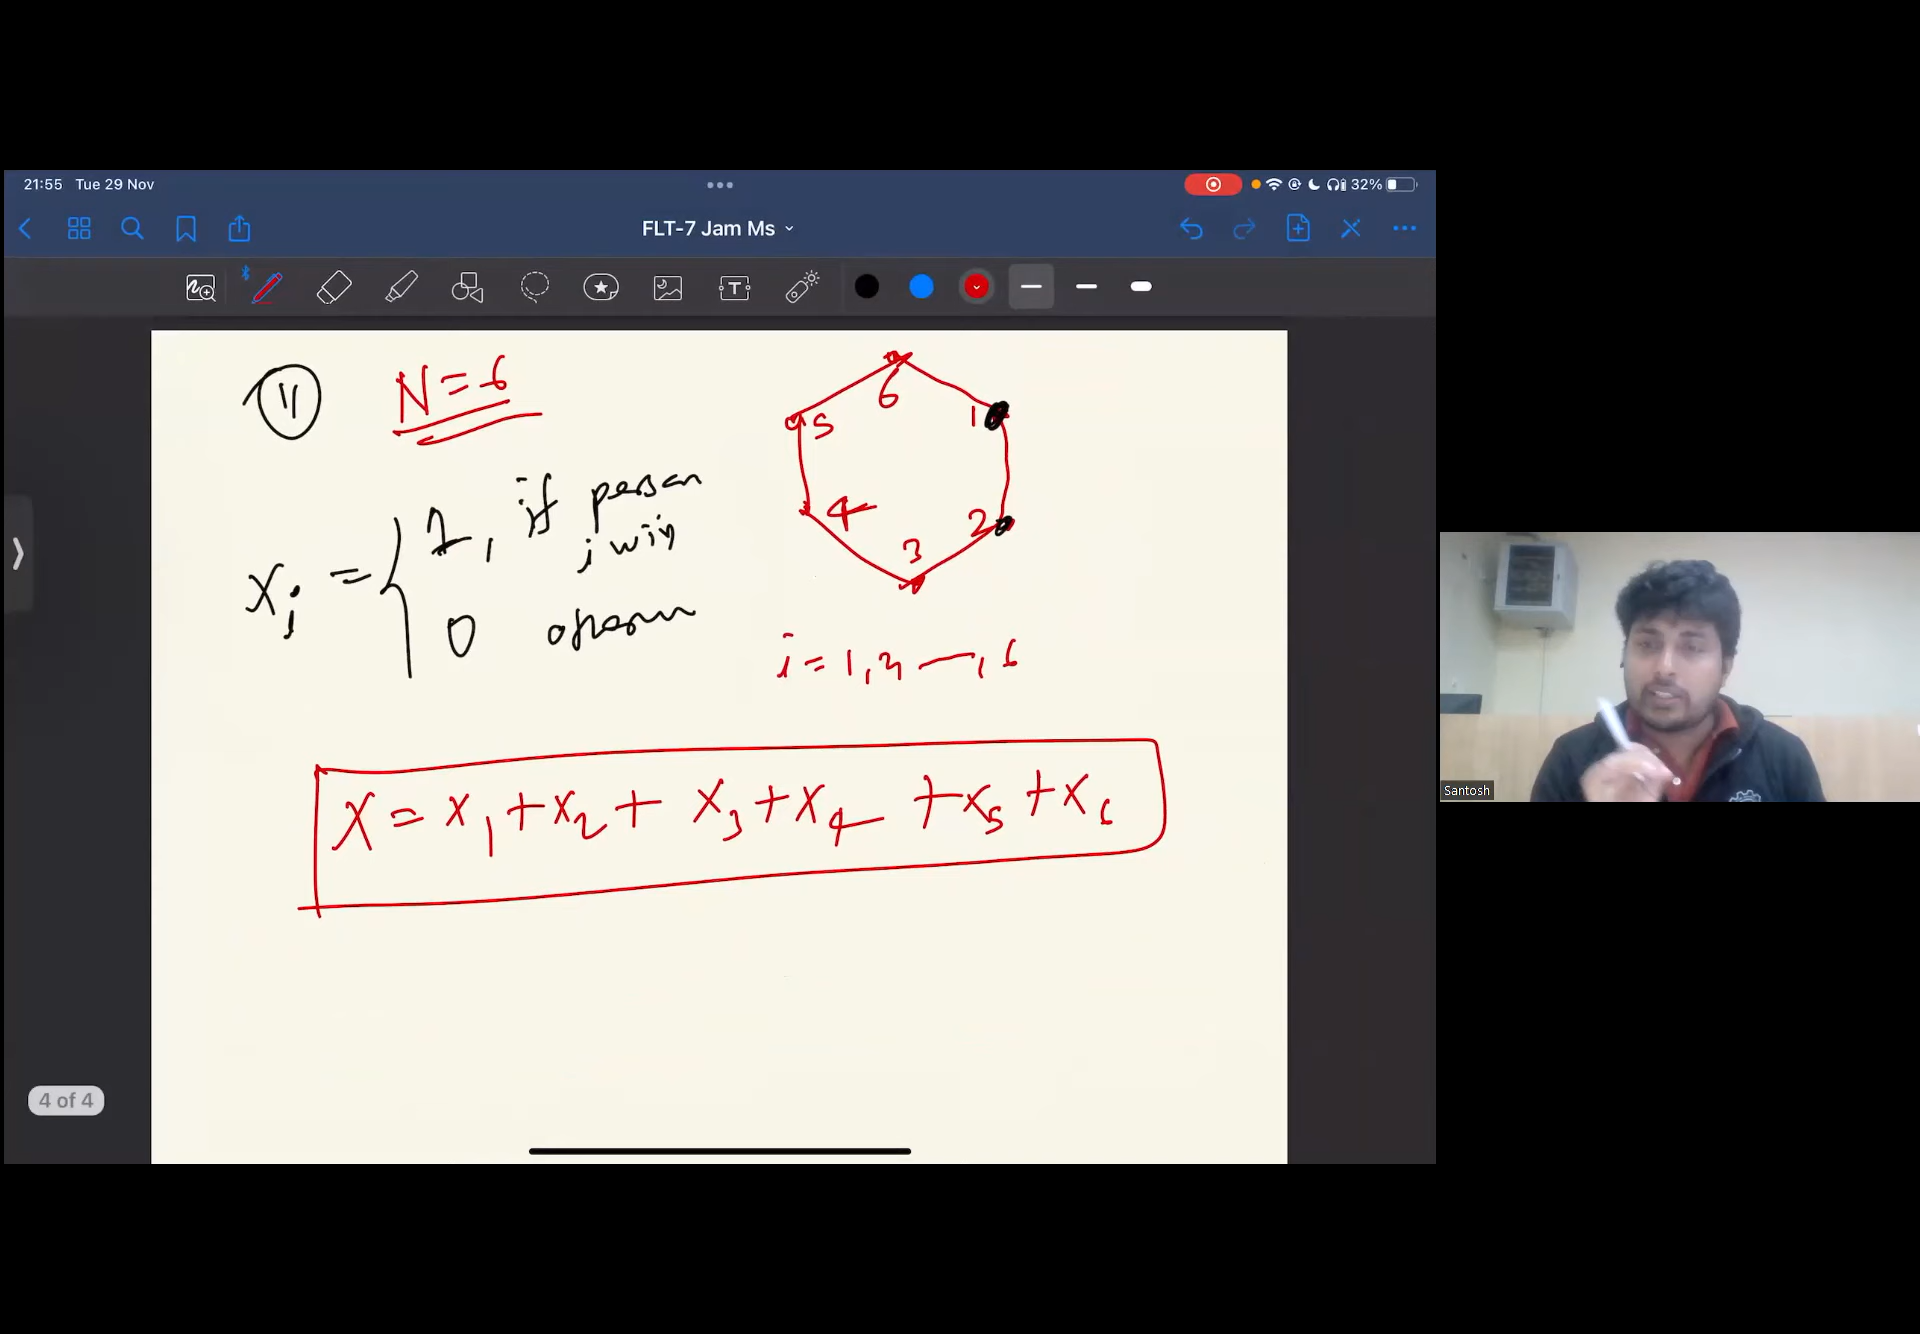 21:55 Tue 29 Nov
32%
FLT-7 Jam Ms
T
11 N=6
6
5 1
4 2
3
Xi = { 1, if person
i win
0
i = 1, 2 —, 6
X = X1 + X2 + X3 + X4 + X5 + X6
4 of 4
Santosh